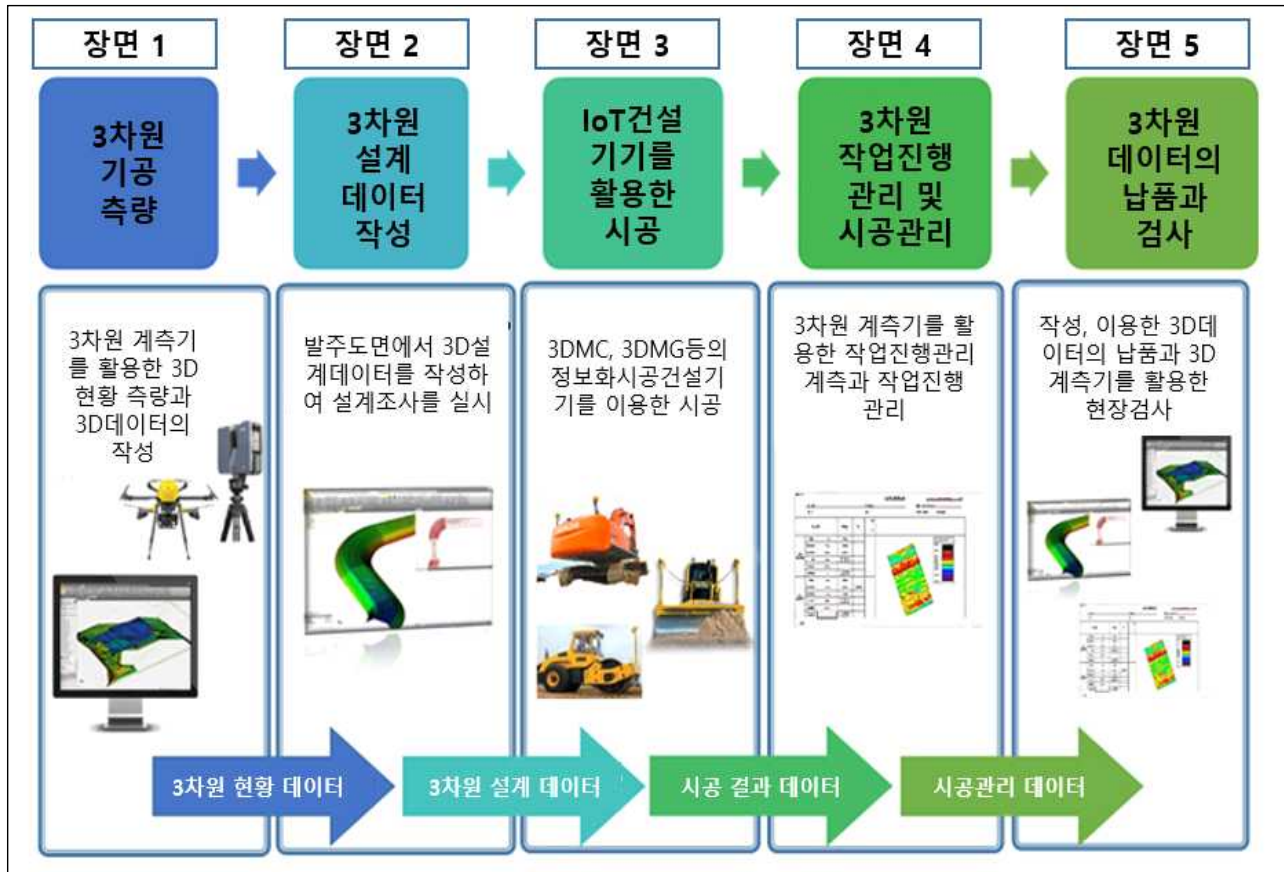 장면 1
장면 2
장면 3
장면 4
장면 5
3차원
기공
측량
3차원
설계
데이터
작성
IoT건설
기기를
활용한
시공
3차원
작업진행
관리 및
시공관리
3차원
데이터의
납품과
검사
3차원 계측기
를 활용한 3D
현황 측량과
3D데이터의
작성
발주도면에서 3D설
계데이터를 작성하
여 설계조사를 실시
3DMC, 3DMG등의
정보화시공건설기
기를 이용한 시공
3차원 계측기를 활
용한 작업진행관리
계측과 작업진행
관리
작성, 이용한 3D데
이터의 납품과 3D
계측기를 활용한
현장검사
3차원 현황 데이터
3차원 설계 데이터
시공 결과 데이터
시공관리 데이터